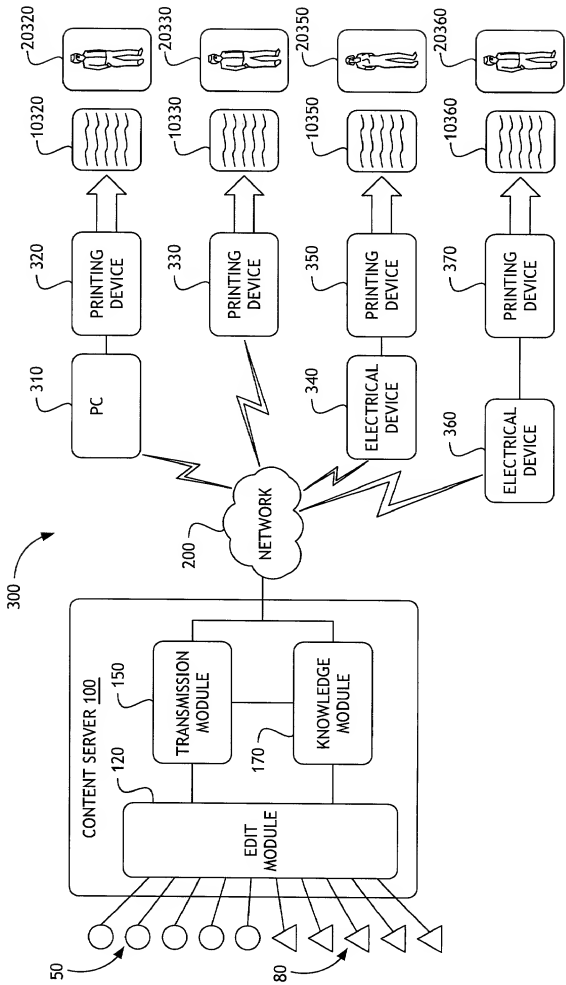 300
50
80
CONTENT SERVER 100
120
EDIT
MODULE
150
TRANSMISSION
MODULE
170
KNOWLEDGE
MODULE
200
NETWORK
310
PC
320
PRINTING
DEVICE
10320
20320
330
PRINTING
DEVICE
10330
20330
340
ELECTRICAL
DEVICE
350
PRINTING
DEVICE
10350
20350
360
ELECTRICAL
DEVICE
370
PRINTING
DEVICE
10360
20360